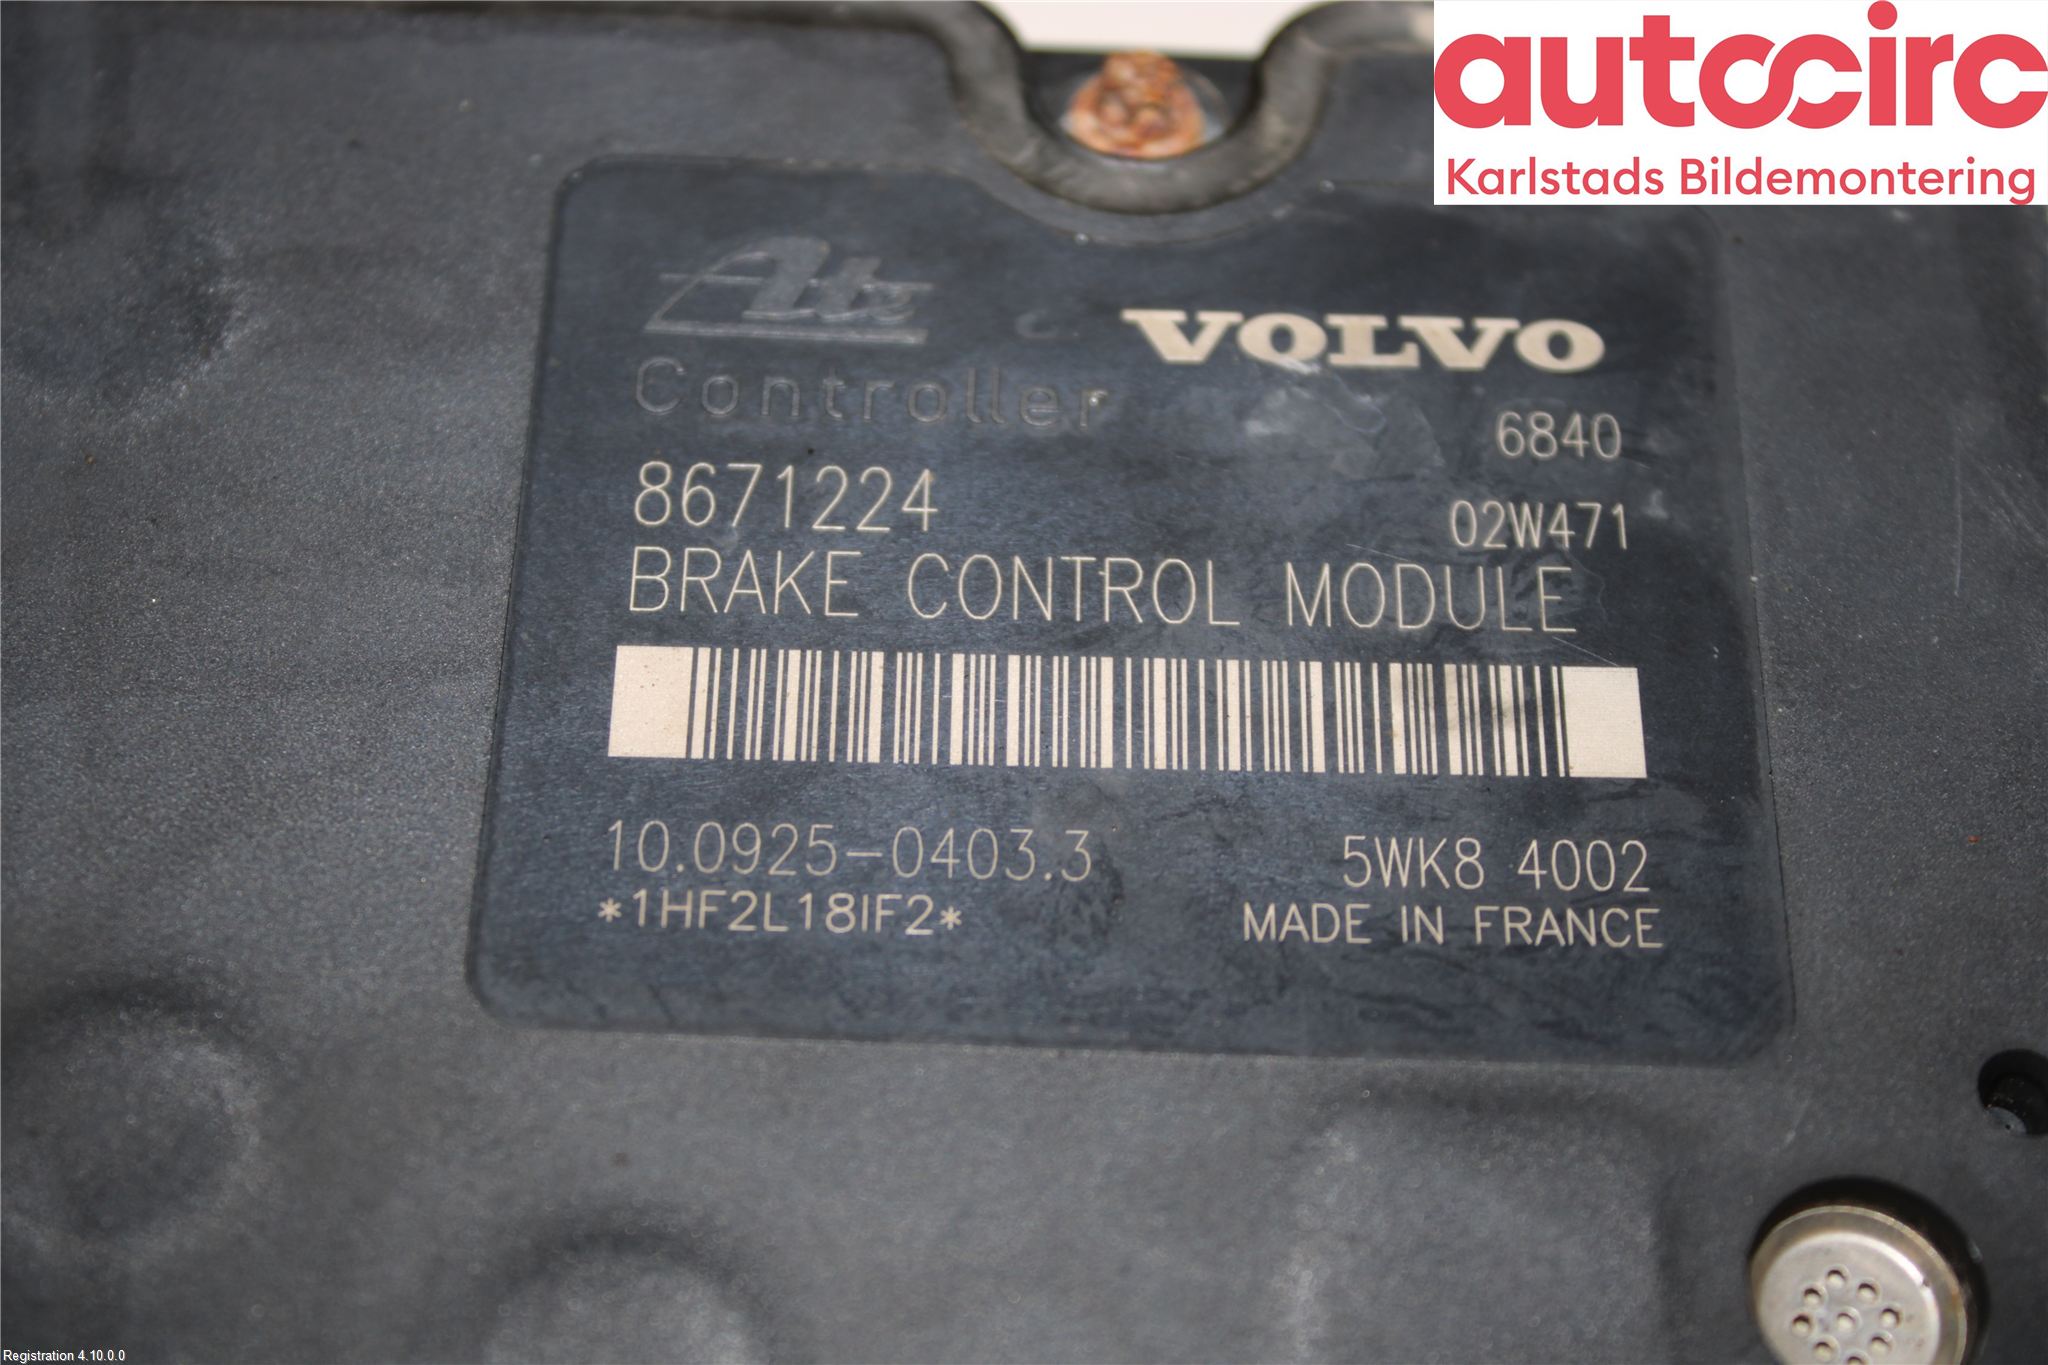 autocirc
Karlstads Bildemontering
Ate
VOLVO
Controller
6840
8671224
02W471
BRAKE CONTROL MODULE
10.0925-0403.3
5WK8 4002
*1HF2L18IF2*
MADE IN FRANCE
Registration 4.10.0.0